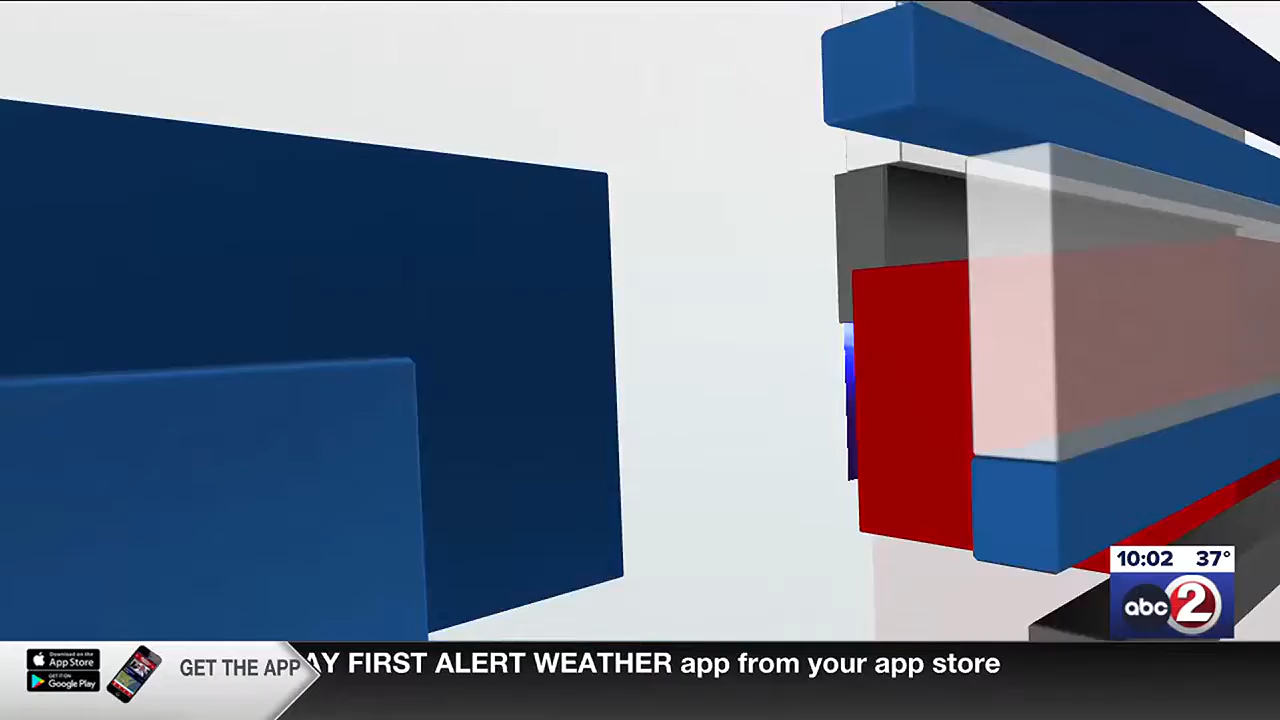 10:02 37°
abc 2
Download on the
App Store
GET IT ON
Google Play
GET THE APP
AY FIRST ALERT WEATHER app from your app store